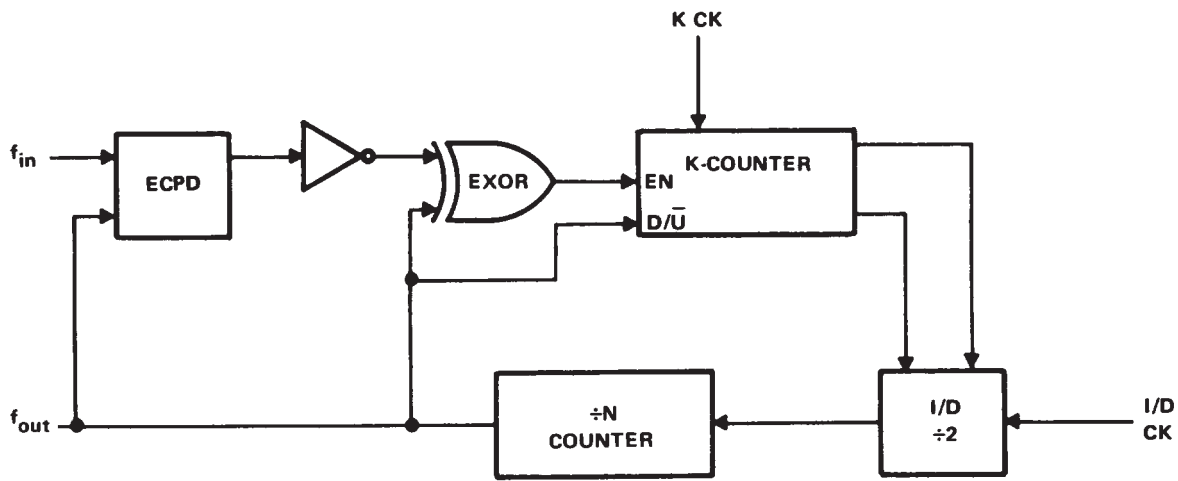 K CK
f_in
ECPD
EXOR
K-COUNTER
EN
D/U̅
f_out
÷N
COUNTER
I/D
÷2
I/D
CK